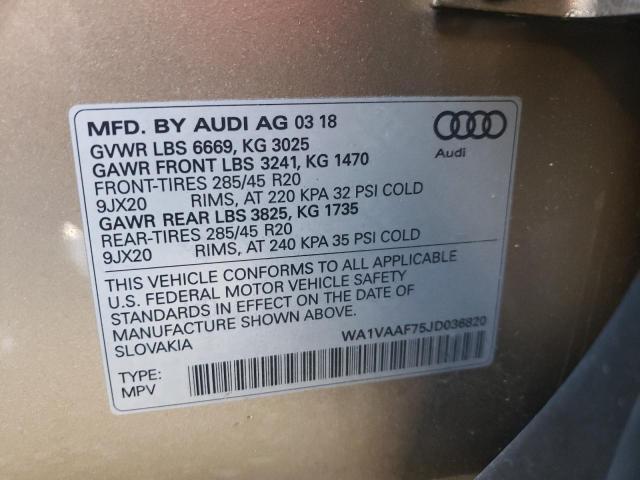 MFD. BY AUDI AG 03 18
GVWR LBS 6669, KG 3025
GAWR FRONT LBS 3241, KG 1470
FRONT-TIRES 285/45 R20
9JX20 RIMS, AT 220 KPA 32 PSI COLD
GAWR REAR LBS 3825, KG 1735
REAR-TIRES 285/45 R20
9JX20 RIMS, AT 240 KPA 35 PSI COLD
Audi
THIS VEHICLE CONFORMS TO ALL APPLICABLE
U.S. FEDERAL MOTOR VEHICLE SAFETY
STANDARDS IN EFFECT ON THE DATE OF
MANUFACTURE SHOWN ABOVE.
SLOVAKIA
WA1VAAF75JD036820
TYPE:
MPV